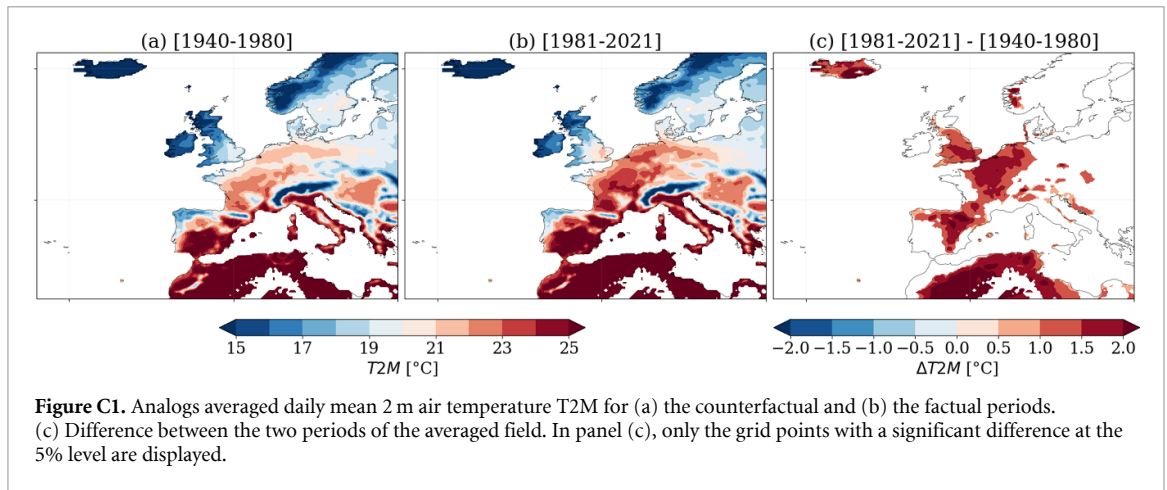 (a) [1940-1980]
(b) [1981-2021]
(c) [1981-2021] - [1940-1980]
15 17 19 21 23 25
T2M [°C]
−2.0 −1.5 −1.0 −0.5 0.0 0.5 1.0 1.5 2.0
ΔT2M [°C]
Figure C1. Analogs averaged daily mean 2 m air temperature T2M for (a) the counterfactual and (b) the factual periods.
(c) Difference between the two periods of the averaged field. In panel (c), only the grid points with a significant difference at the
5% level are displayed.